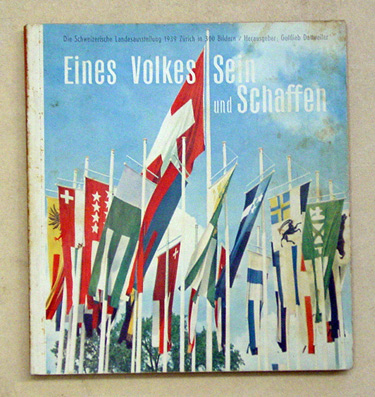 Die Schweizerische Landesausstellung 1939 Zürich in 300 Bildern / Herausgeber: Gottlieb Duttweiler
Eines Volkes Sein
und Schaffen